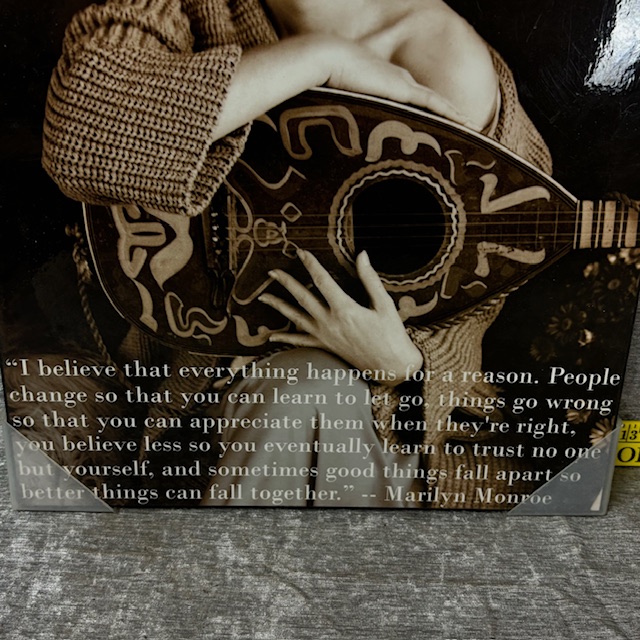 “I believe that everything happens for a reason. People
change so that you can learn to let go, things go wrong
so that you can appreciate them when they're right,
you believe less so you eventually learn to trust no one
but yourself, and sometimes good things fall apart so
better things can fall together.” -- Marilyn Monroe